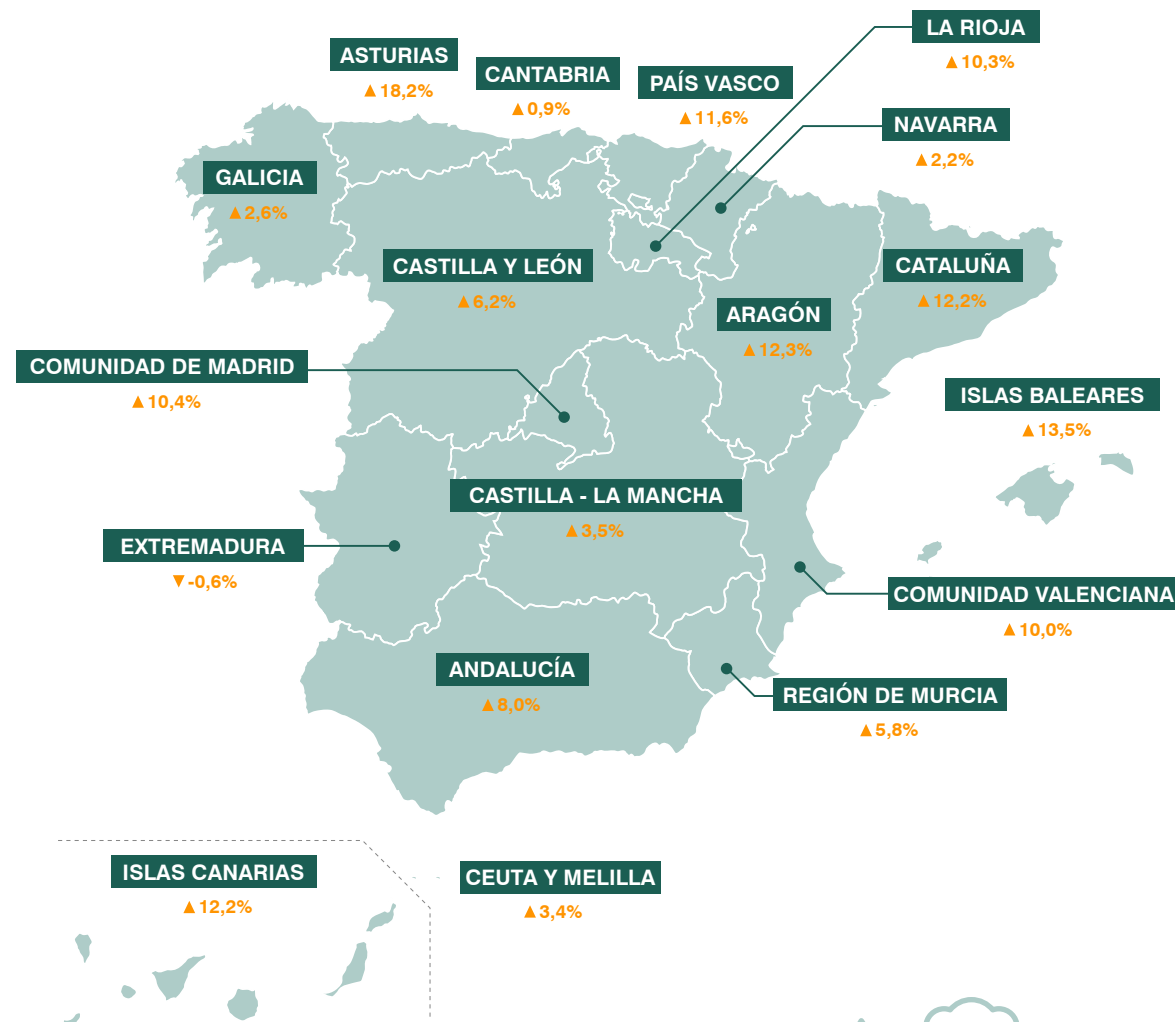 LA RIOJA
▲10,3%
ASTURIAS
▲18,2%
CANTABRIA
▲0,9%
PAÍS VASCO
▲11,6%
NAVARRA
▲2,2%
GALICIA
▲2,6%
CASTILLA Y LEÓN
▲6,2%
CATALUÑA
▲12,2%
ARAGÓN
▲12,3%
COMUNIDAD DE MADRID
▲10,4%
ISLAS BALEARES
▲13,5%
CASTILLA - LA MANCHA
▲3,5%
EXTREMADURA
▼-0,6%
COMUNIDAD VALENCIANA
▲10,0%
ANDALUCÍA
▲8,0%
REGIÓN DE MURCIA
▲5,8%
ISLAS CANARIAS
▲12,2%
CEUTA Y MELILLA
▲3,4%